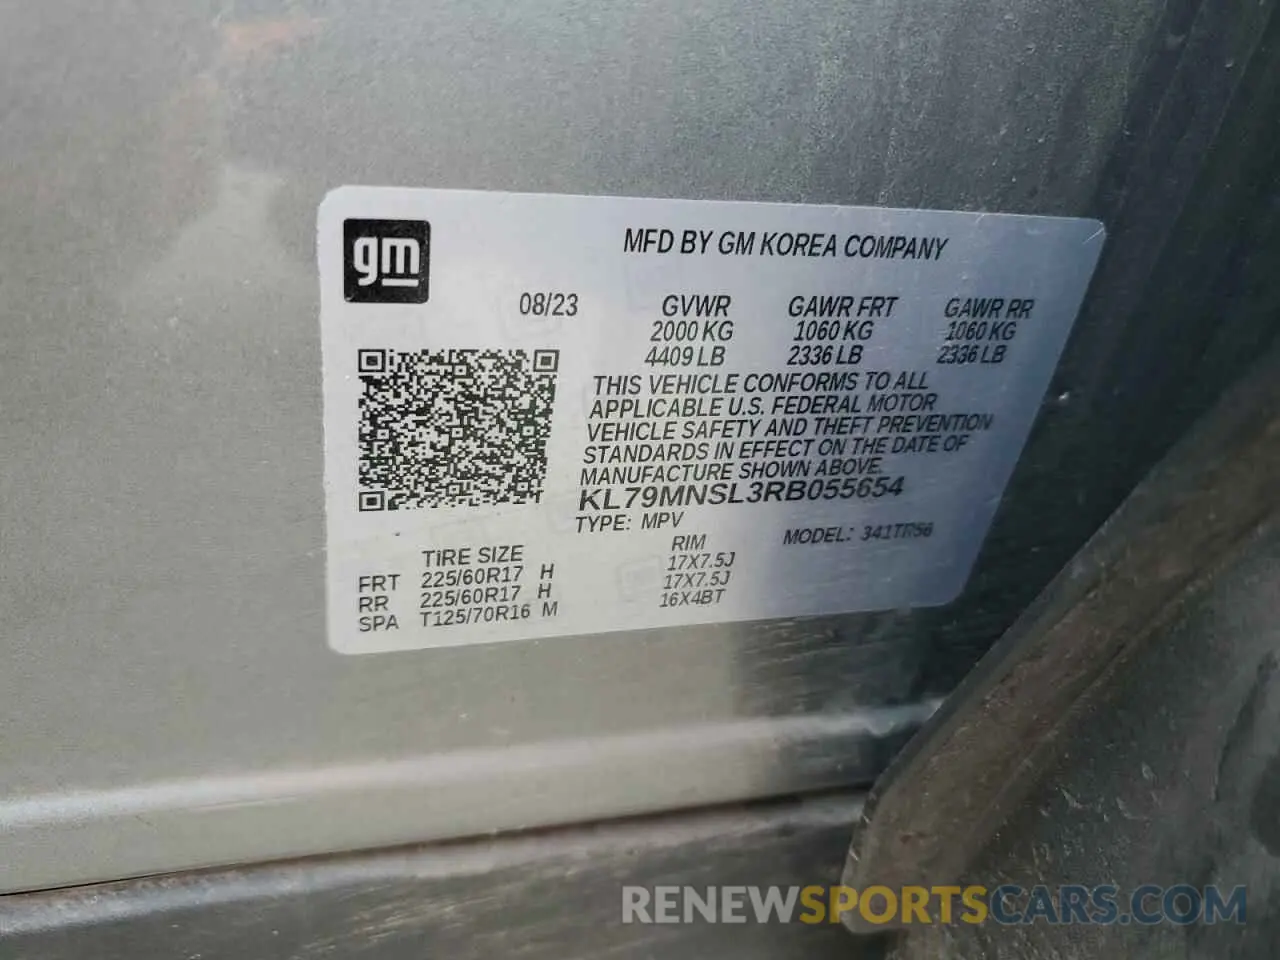 gm
MFD BY GM KOREA COMPANY
08/23 GVWR GAWR FRT GAWR RR
2000 KG 1060 KG 1060 KG
4409 LB 2336 LB 2336 LB
THIS VEHICLE CONFORMS TO ALL
APPLICABLE U.S. FEDERAL MOTOR
VEHICLE SAFETY AND THEFT PREVENTION
STANDARDS IN EFFECT ON THE DATE OF
MANUFACTURE SHOWN ABOVE.
KL79MNSL3RB055654
TYPE: MPV MODEL: 341TR56
TIRE SIZE RIM
FRT 225/60R17 H 17X7.5J
RR 225/60R17 H 17X7.5J
SPA T125/70R16 M 16X4BT
RENEWSPORTSCARS.COM